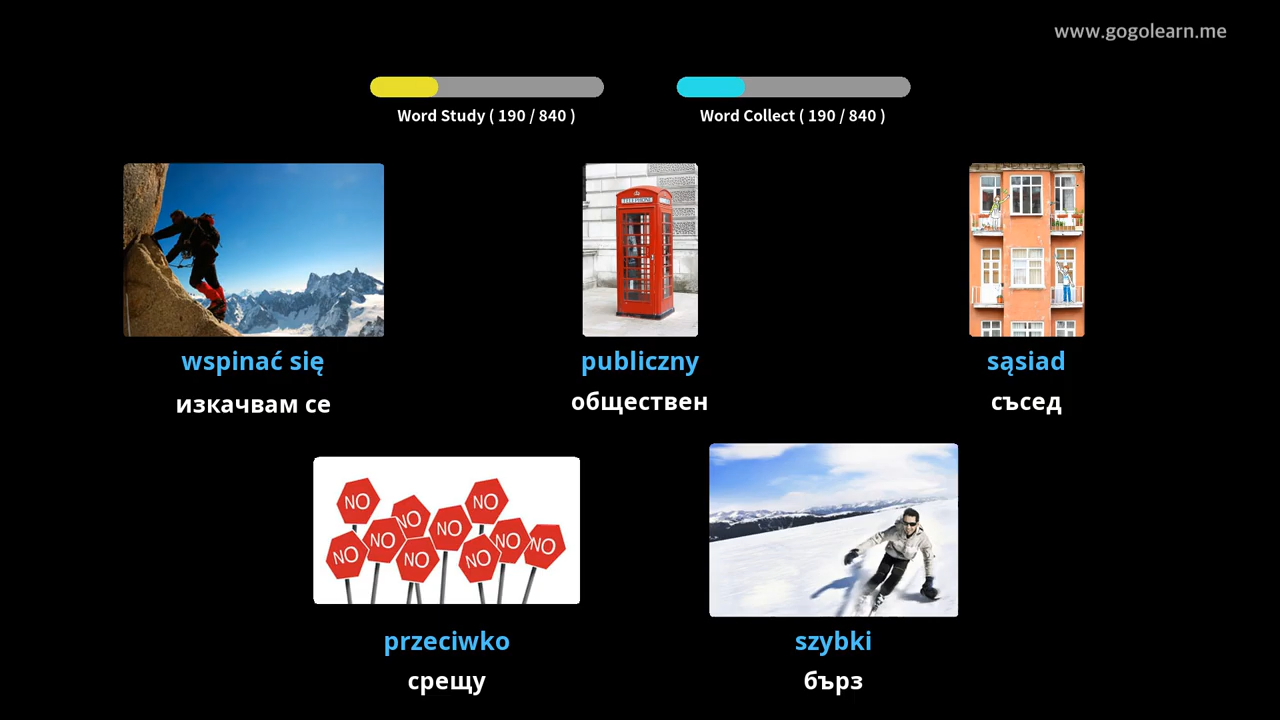 www.gogolearn.me
Word Study ( 190 / 840 )
Word Collect ( 190 / 840 )
TELEPHONE
wspinać się
publiczny
sąsiad
изкачвам се
обществен
съсед
NO
NO
NO
NO
NO
NO
NO
NO
NO
NO
przeciwko
szybki
срещу
бърз